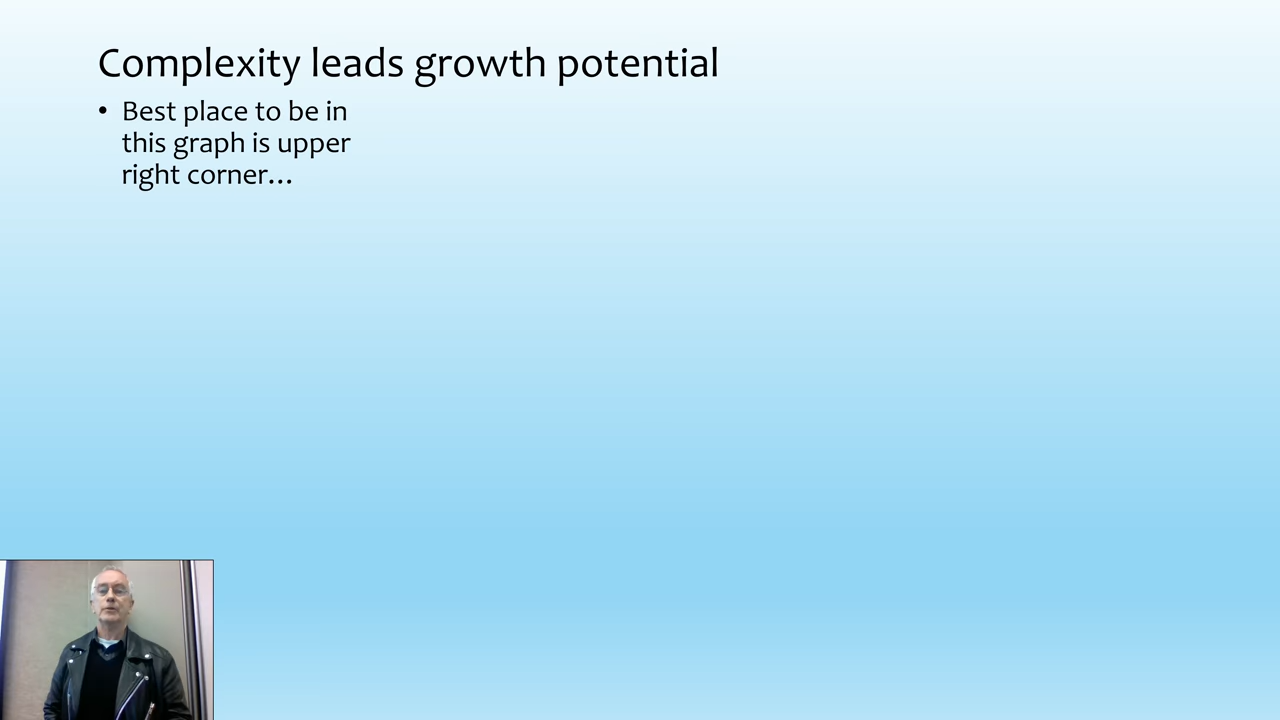 Complexity leads growth potential
• Best place to be in
this graph is upper
right corner…